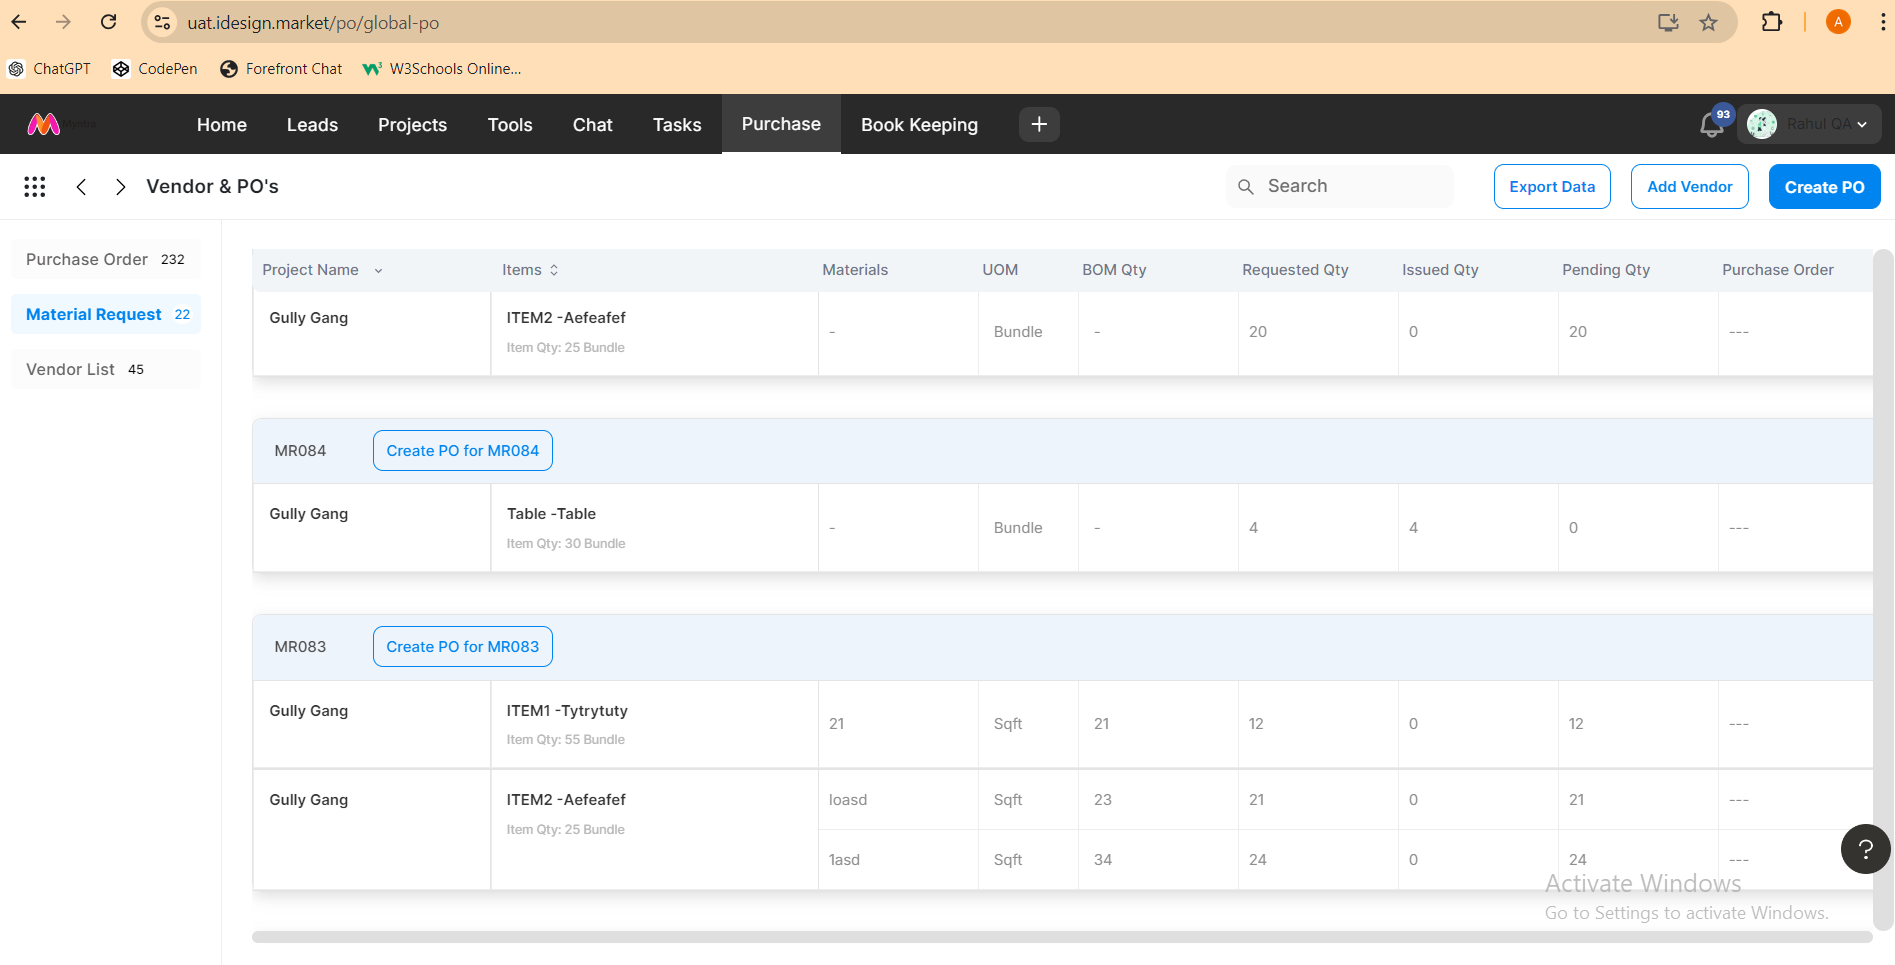 uat.idesign.market/po/global-po
A
ChatGPT CodePen Forefront Chat W3Schools Online...
Myntra Home Leads Projects Tools Chat Tasks Purchase Book Keeping + 93 Rahul QA
Vendor & PO's Search Export Data Add Vendor Create PO
Purchase Order 232
Material Request 22
Vendor List 45
Project Name Items Materials UOM BOM Qty Requested Qty Issued Qty Pending Qty Purchase Order
Gully Gang ITEM2 -Aefeafef - Bundle - 20 0 20 ---
Item Qty: 25 Bundle
MR084 Create PO for MR084
Gully Gang Table -Table - Bundle - 4 4 0 ---
Item Qty: 30 Bundle
MR083 Create PO for MR083
Gully Gang ITEM1 -Tytrytuty 21 Sqft 21 12 0 12 ---
Item Qty: 55 Bundle
Gully Gang ITEM2 -Aefeafef loasd Sqft 23 21 0 21 ---
Item Qty: 25 Bundle
1asd Sqft 34 24 0 24 ---
?
Activate Windows
Go to Settings to activate Windows.